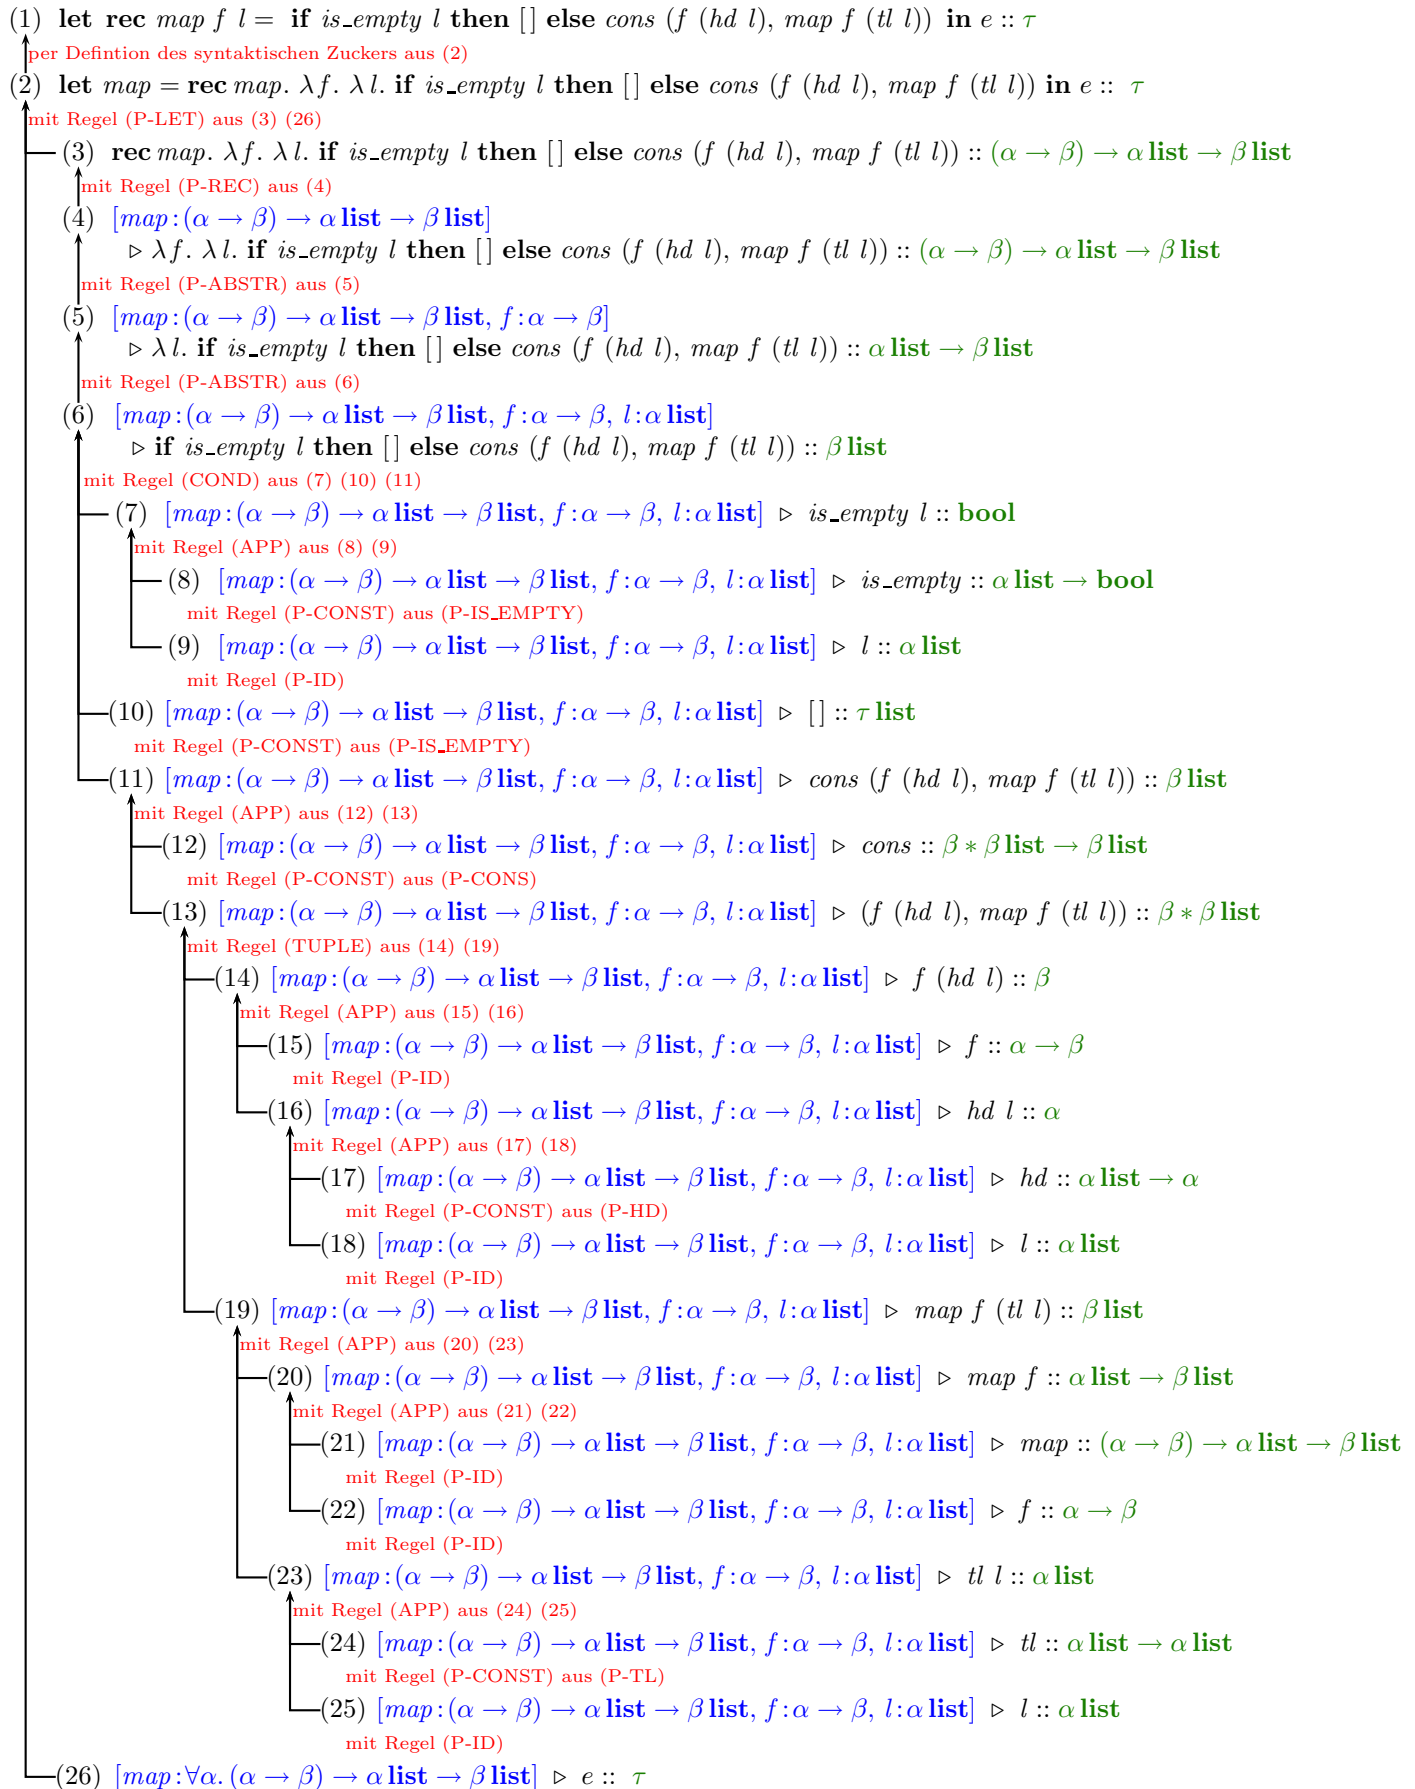 (1) let rec map f l = if is_empty l then [ ] else cons (f (hd l), map f (tl l)) in e :: τ
per Defintion des syntaktischen Zuckers aus (2)
(2) let map = rec map. λf. λl. if is_empty l then [ ] else cons (f (hd l), map f (tl l)) in e :: τ
mit Regel (P-LET) aus (3) (26)
(3) rec map. λf. λl. if is_empty l then [ ] else cons (f (hd l), map f (tl l)) :: (α → β) → α list → β list
mit Regel (P-REC) aus (4)
(4) [map:(α → β) → α list → β list]
▷ λf. λl. if is_empty l then [ ] else cons (f (hd l), map f (tl l)) :: (α → β) → α list → β list
mit Regel (P-ABSTR) aus (5)
(5) [map:(α → β) → α list → β list, f:α → β]
▷ λl. if is_empty l then [ ] else cons (f (hd l), map f (tl l)) :: α list → β list
mit Regel (P-ABSTR) aus (6)
(6) [map:(α → β) → α list → β list, f:α → β, l:α list]
▷ if is_empty l then [ ] else cons (f (hd l), map f (tl l)) :: β list
mit Regel (COND) aus (7) (10) (11)
(7) [map:(α → β) → α list → β list, f:α → β, l:α list] ▷ is_empty l :: bool
mit Regel (APP) aus (8) (9)
(8) [map:(α → β) → α list → β list, f:α → β, l:α list] ▷ is_empty :: α list → bool
mit Regel (P-CONST) aus (P-IS_EMPTY)
(9) [map:(α → β) → α list → β list, f:α → β, l:α list] ▷ l :: α list
mit Regel (P-ID)
(10) [map:(α → β) → α list → β list, f:α → β, l:α list] ▷ [ ] :: τ list
mit Regel (P-CONST) aus (P-IS_EMPTY)
(11) [map:(α → β) → α list → β list, f:α → β, l:α list] ▷ cons (f (hd l), map f (tl l)) :: β list
mit Regel (APP) aus (12) (13)
(12) [map:(α → β) → α list → β list, f:α → β, l:α list] ▷ cons :: β * β list → β list
mit Regel (P-CONST) aus (P-CONS)
(13) [map:(α → β) → α list → β list, f:α → β, l:α list] ▷ (f (hd l), map f (tl l)) :: β * β list
mit Regel (TUPLE) aus (14) (19)
(14) [map:(α → β) → α list → β list, f:α → β, l:α list] ▷ f (hd l) :: β
mit Regel (APP) aus (15) (16)
(15) [map:(α → β) → α list → β list, f:α → β, l:α list] ▷ f :: α → β
mit Regel (P-ID)
(16) [map:(α → β) → α list → β list, f:α → β, l:α list] ▷ hd l :: α
mit Regel (APP) aus (17) (18)
(17) [map:(α → β) → α list → β list, f:α → β, l:α list] ▷ hd :: α list → α
mit Regel (P-CONST) aus (P-HD)
(18) [map:(α → β) → α list → β list, f:α → β, l:α list] ▷ l :: α list
mit Regel (P-ID)
(19) [map:(α → β) → α list → β list, f:α → β, l:α list] ▷ map f (tl l) :: β list
mit Regel (APP) aus (20) (23)
(20) [map:(α → β) → α list → β list, f:α → β, l:α list] ▷ map f :: α list → β list
mit Regel (APP) aus (21) (22)
(21) [map:(α → β) → α list → β list, f:α → β, l:α list] ▷ map :: (α → β) → α list → β list
mit Regel (P-ID)
(22) [map:(α → β) → α list → β list, f:α → β, l:α list] ▷ f :: α → β
mit Regel (P-ID)
(23) [map:(α → β) → α list → β list, f:α → β, l:α list] ▷ tl l :: α list
mit Regel (APP) aus (24) (25)
(24) [map:(α → β) → α list → β list, f:α → β, l:α list] ▷ tl :: α list → α list
mit Regel (P-CONST) aus (P-TL)
(25) [map:(α → β) → α list → β list, f:α → β, l:α list] ▷ l :: α list
mit Regel (P-ID)
(26) [map:∀α. (α → β) → α list → β list] ▷ e :: τ